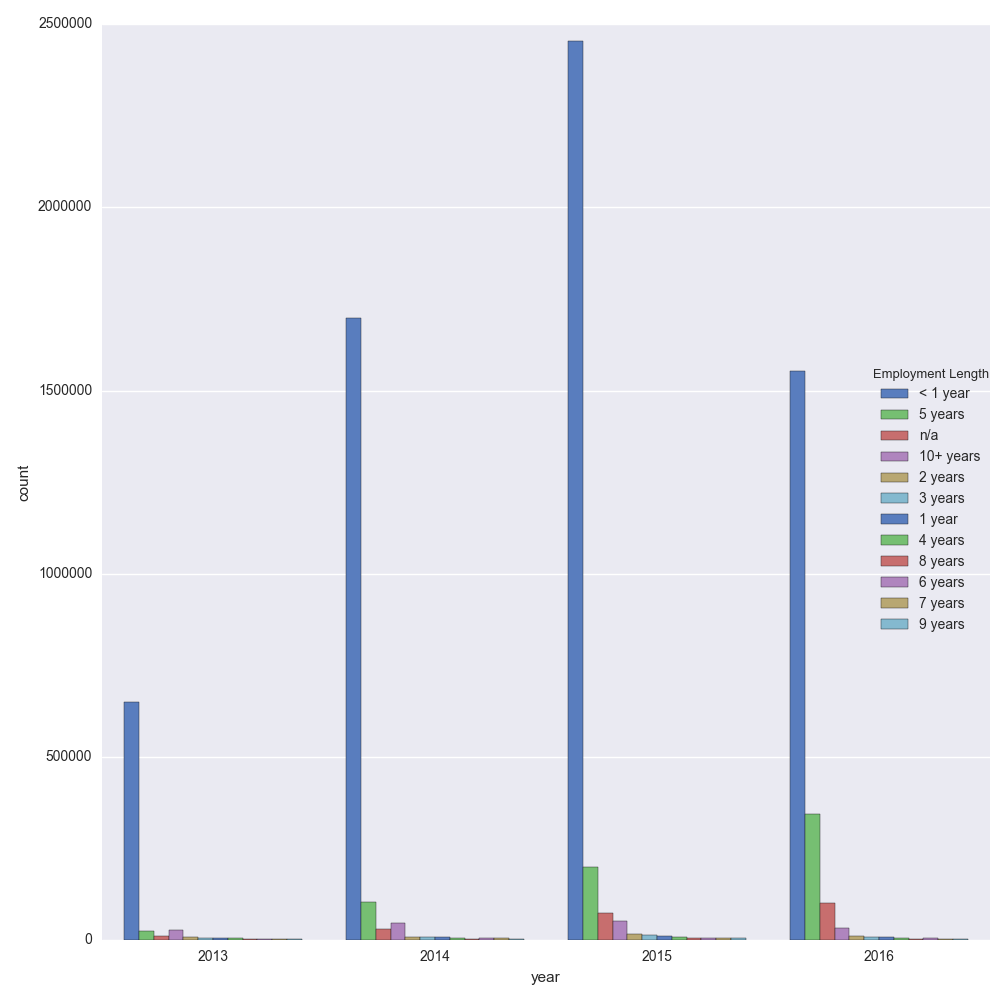 2500000
2000000
1500000
1000000
500000
0
count
2013
2014
2015
2016
year
Employment Length
< 1 year
5 years
n/a
10+ years
2 years
3 years
1 year
4 years
8 years
6 years
7 years
9 years